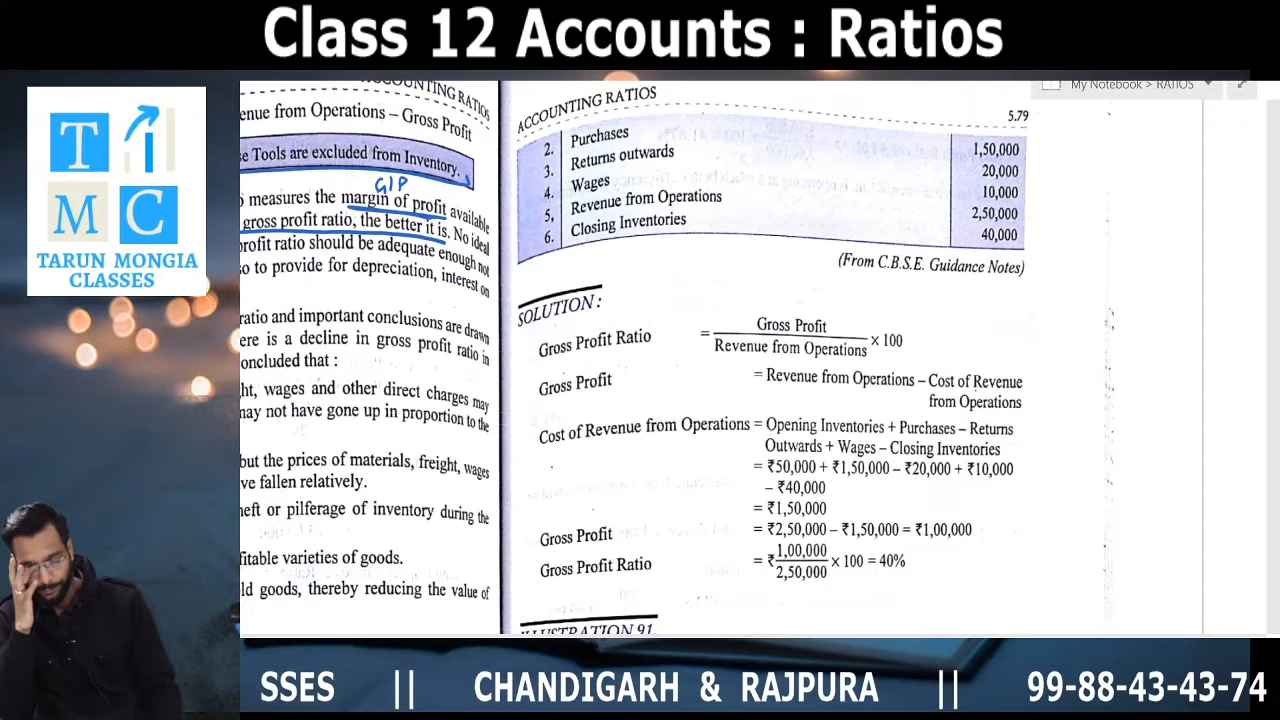 Class 12 Accounts : Ratios
T
M C
TARUN MONGIA
CLASSES
My Notebook > RATIOS
ACCOUNTING RATIOS
enue from Operations – Gross Profit
se Tools are excluded from Inventory.
GIP
measures the margin of profit available
gross profit ratio, the better it is. No ideal
profit ratio should be adequate enough not
so to provide for depreciation, interest on
ratio and important conclusions are drawn
ere is a decline in gross profit ratio in
oncluded that :
ht, wages and other direct charges may
may not have gone up in proportion to the
but the prices of materials, freight, wages
ve fallen relatively.
heft or pilferage of inventory during the
fitable varieties of goods.
ld goods, thereby reducing the value of
ACCOUNTING RATIOS 5.79
2. Purchases 1,50,000
3. Returns outwards 20,000
4. Wages 10,000
5, Revenue from Operations 2,50,000
6. Closing Inventories 40,000
(From C.B.S.E. Guidance Notes)
SOLUTION :
Gross Profit Ratio = Gross Profit / Revenue from Operations × 100
Gross Profit = Revenue from Operations – Cost of Revenue
from Operations
Cost of Revenue from Operations = Opening Inventories + Purchases – Returns
Outwards + Wages – Closing Inventories
= ₹50,000 + ₹1,50,000 – ₹20,000 + ₹10,000
– ₹40,000
= ₹1,50,000
Gross Profit = ₹2,50,000 – ₹1,50,000 = ₹1,00,000
Gross Profit Ratio = ₹ 1,00,000 / 2,50,000 × 100 = 40%
ILLUSTRATION 91.
SSES || CHANDIGARH & RAJPURA || 99-88-43-43-74